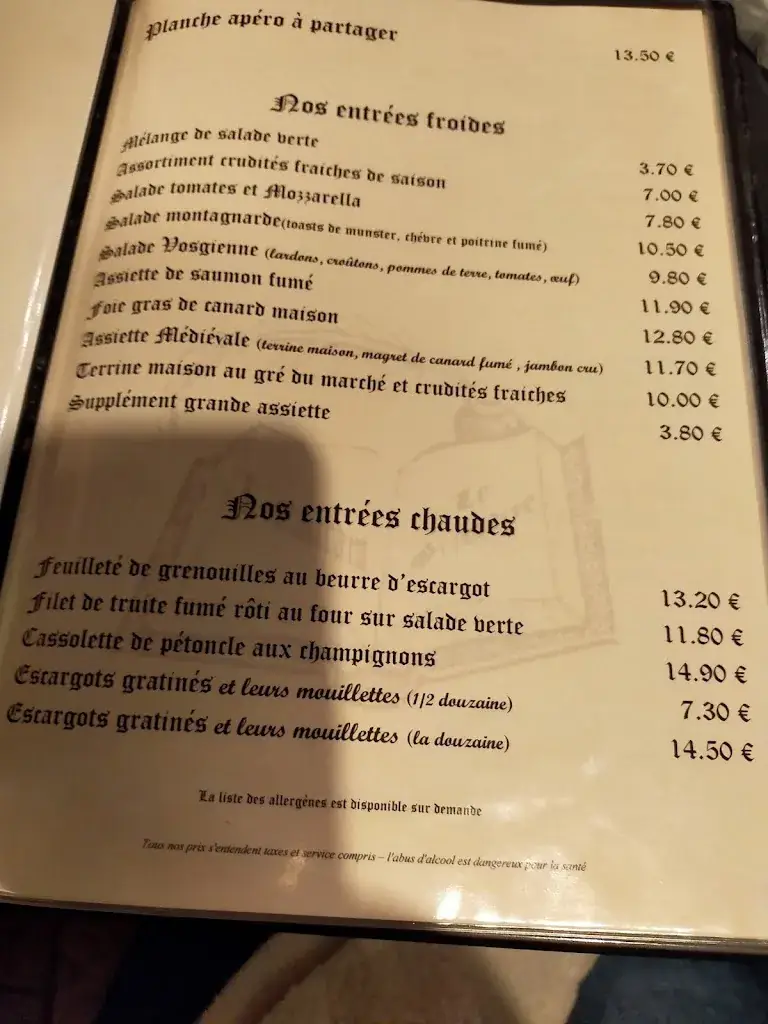 Planche apéro à partager 13.50 €
Nos entrées froides
Mélange de salade verte 3.70 €
Assortiment crudités fraiches de saison 7.00 €
Salade tomates et Mozzarella 7.80 €
Salade montagnarde(toasts de munster, chèvre et poitrine fumé) 10.50 €
Salade Vosgienne (lardons, croûtons, pommes de terre, tomates, œuf) 9.80 €
Assiette de saumon fumé 11.90 €
Foie gras de canard maison 12.80 €
Assiette Médiévale (terrine maison, magret de canard fumé , jambon cru) 11.70 €
Terrine maison au gré du marché et crudités fraiches 10.00 €
Supplément grande assiette 3.80 €
Nos entrées chaudes
Feuilleté de grenouilles au beurre d'escargot 13.20 €
Filet de truite fumé rôti au four sur salade verte 11.80 €
Cassolette de pétoncle aux champignons 14.90 €
Escargots gratinés et leurs mouillettes (1/2 douzaine) 7.30 €
Escargots gratinés et leurs mouillettes (la douzaine) 14.50 €
La liste des allergènes est disponible sur demande
Tous nos prix s'entendent taxes et service compris – l'abus d'alcool est dangereux pour la santé